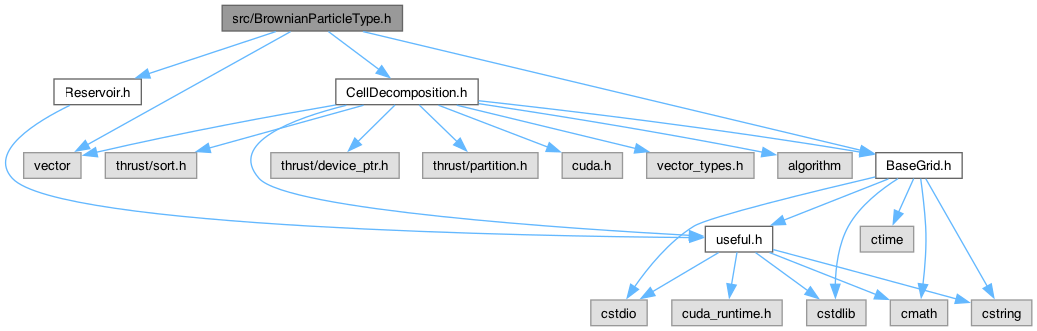 src/BrownianParticleType.h
Reservoir.h
CellDecomposition.h
vector
thrust/sort.h
thrust/device_ptr.h
thrust/partition.h
cuda.h
vector_types.h
algorithm
BaseGrid.h
useful.h
ctime
cstdio
cuda_runtime.h
cstdlib
cmath
cstring